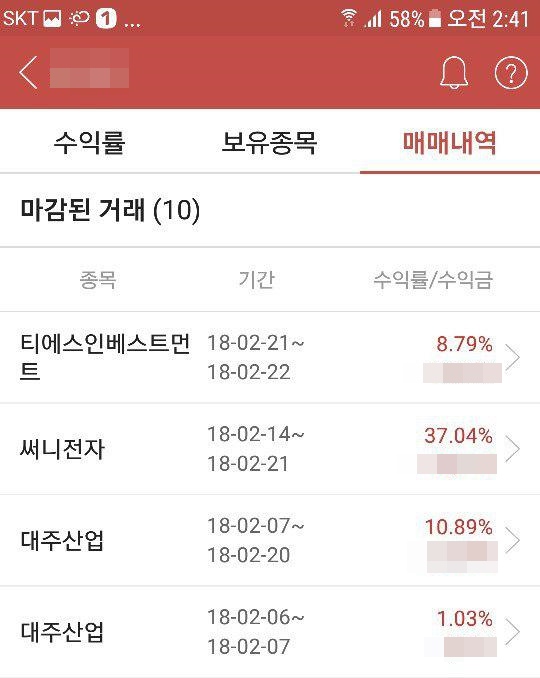 SKT 1 ... 58% 오전 2:41
수익률 보유종목 매매내역
마감된 거래 (10)
종목 기간 수익률/수익금
티에스인베스트먼
트
18-02-21~
18-02-22
8.79%
써니전자
18-02-14~
18-02-21
37.04%
대주산업
18-02-07~
18-02-20
10.89%
대주산업
18-02-06~
18-02-07
1.03%